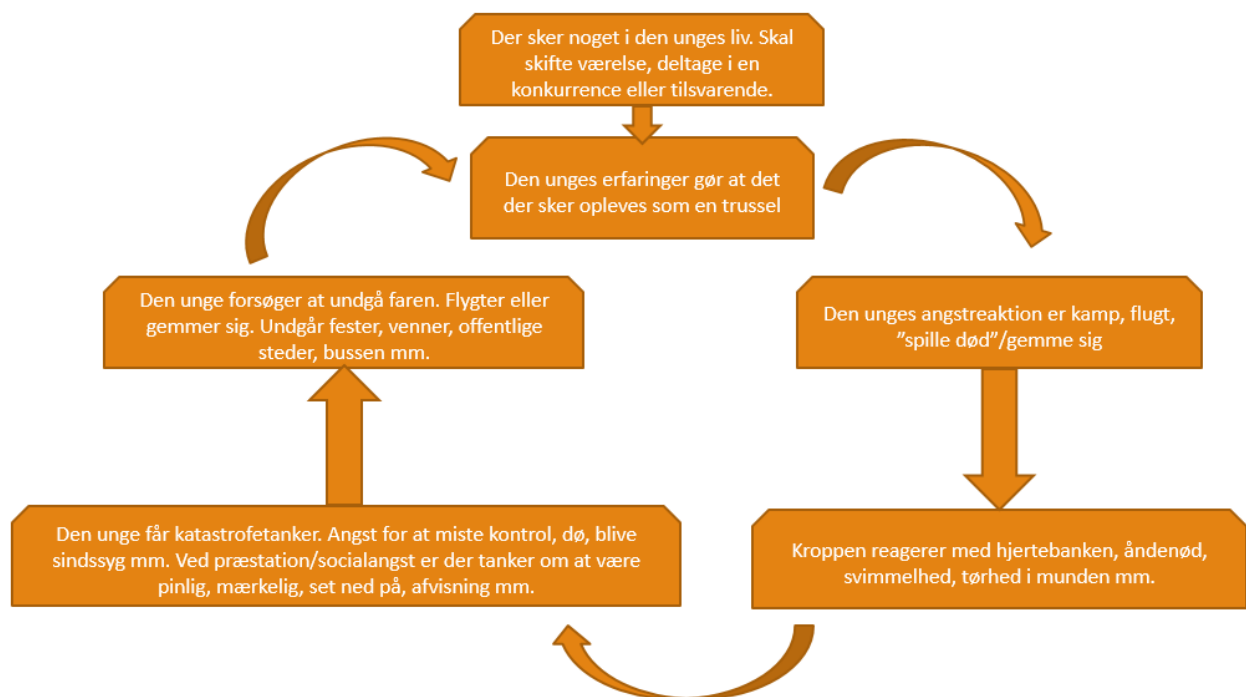 Der sker noget i den unges liv. Skal
skifte værelse, deltage i en
konkurrence eller tilsvarende.
Den unges erfaringer gør at det
der sker opleves som en trussel
Den unges angstreaktion er kamp, flugt,
”spille død”/gemme sig
Kroppen reagerer med hjertebanken, åndenød,
svimmelhed, tørhed i munden mm.
Den unge får katastrofetanker. Angst for at miste kontrol, dø, blive
sindssyg mm. Ved præstation/socialangst er der tanker om at være
pinlig, mærkelig, set ned på, afvisning mm.
Den unge forsøger at undgå faren. Flygter eller
gemmer sig. Undgår fester, venner, offentlige
steder, bussen mm.